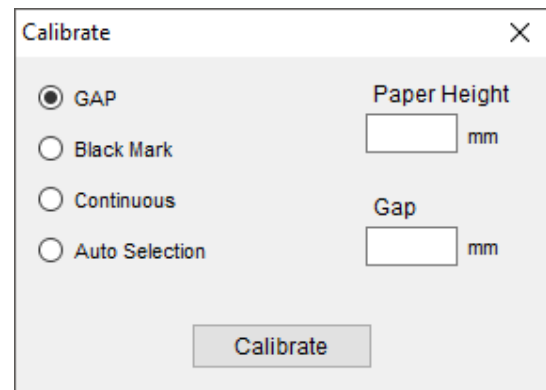 Calibrate
GAP
Black Mark
Continuous
Auto Selection
Paper Height
mm
Gap
mm
Calibrate